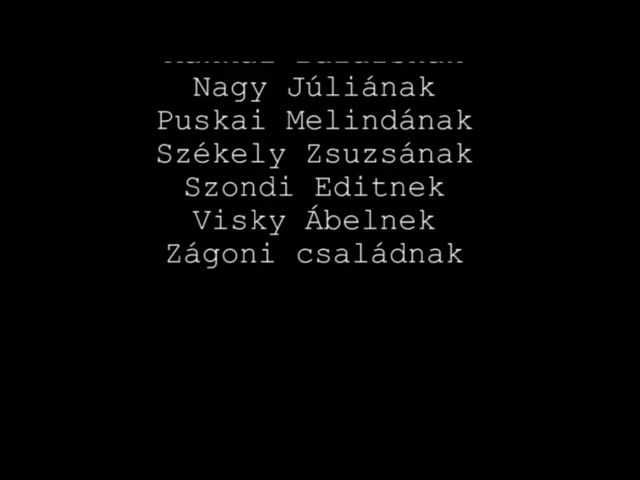 Nagy Júliának
Puskai Melindának
Székely Zsuzsának
Szondi Editnek
Visky Ábelnek
Zágoni családnak